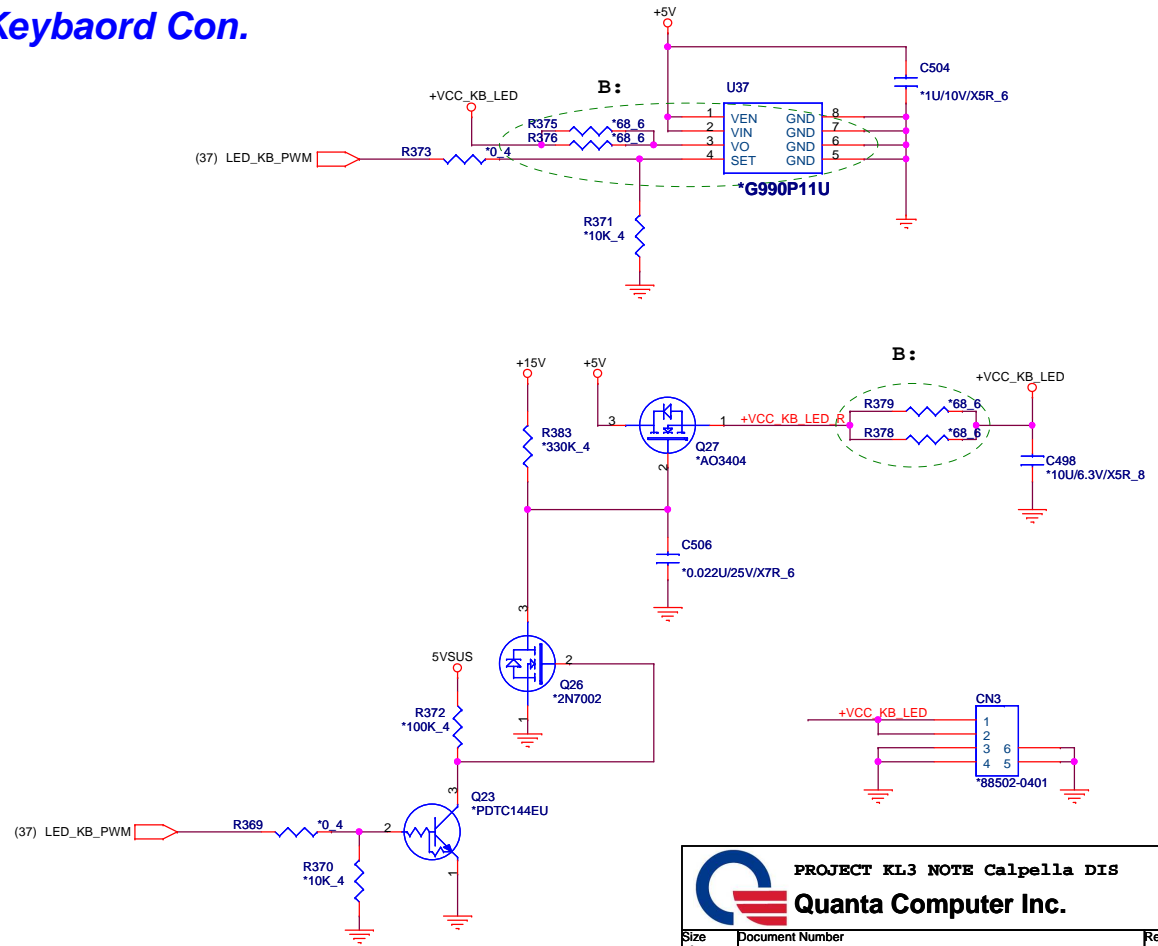 Keybaord Con.
+5V
C504
*1U/10V/X5R_6
+VCC_KB_LED
B:
U37
R375 *68_6
R376 *68_6
1 VEN GND 8
2 VIN GND 7
3 VO GND 6
4 SET GND 5
*G990P11U
(37) LED_KB_PWM
R373 *0_4
R371
*10K_4
B:
+15V
+5V
+VCC_KB_LED
R379 *68_6
R378 *68_6
3
1
+VCC_KB_LED_R
R383
*330K_4
Q27
*AO3404
2
C498
*10U/6.3V/X5R_8
C506
*0.022U/25V/X7R_6
3
5VSUS
2
Q26
*2N7002
1
R372
*100K_4
CN3
+VCC_KB_LED
1
2
3 6
4 5
*88502-0401
3
Q23
*PDTC144EU
(37) LED_KB_PWM
R369 *0_4
2
R370
*10K_4
1
PROJECT KL3 NOTE Calpella DIS
Quanta Computer Inc.
Size Document Number